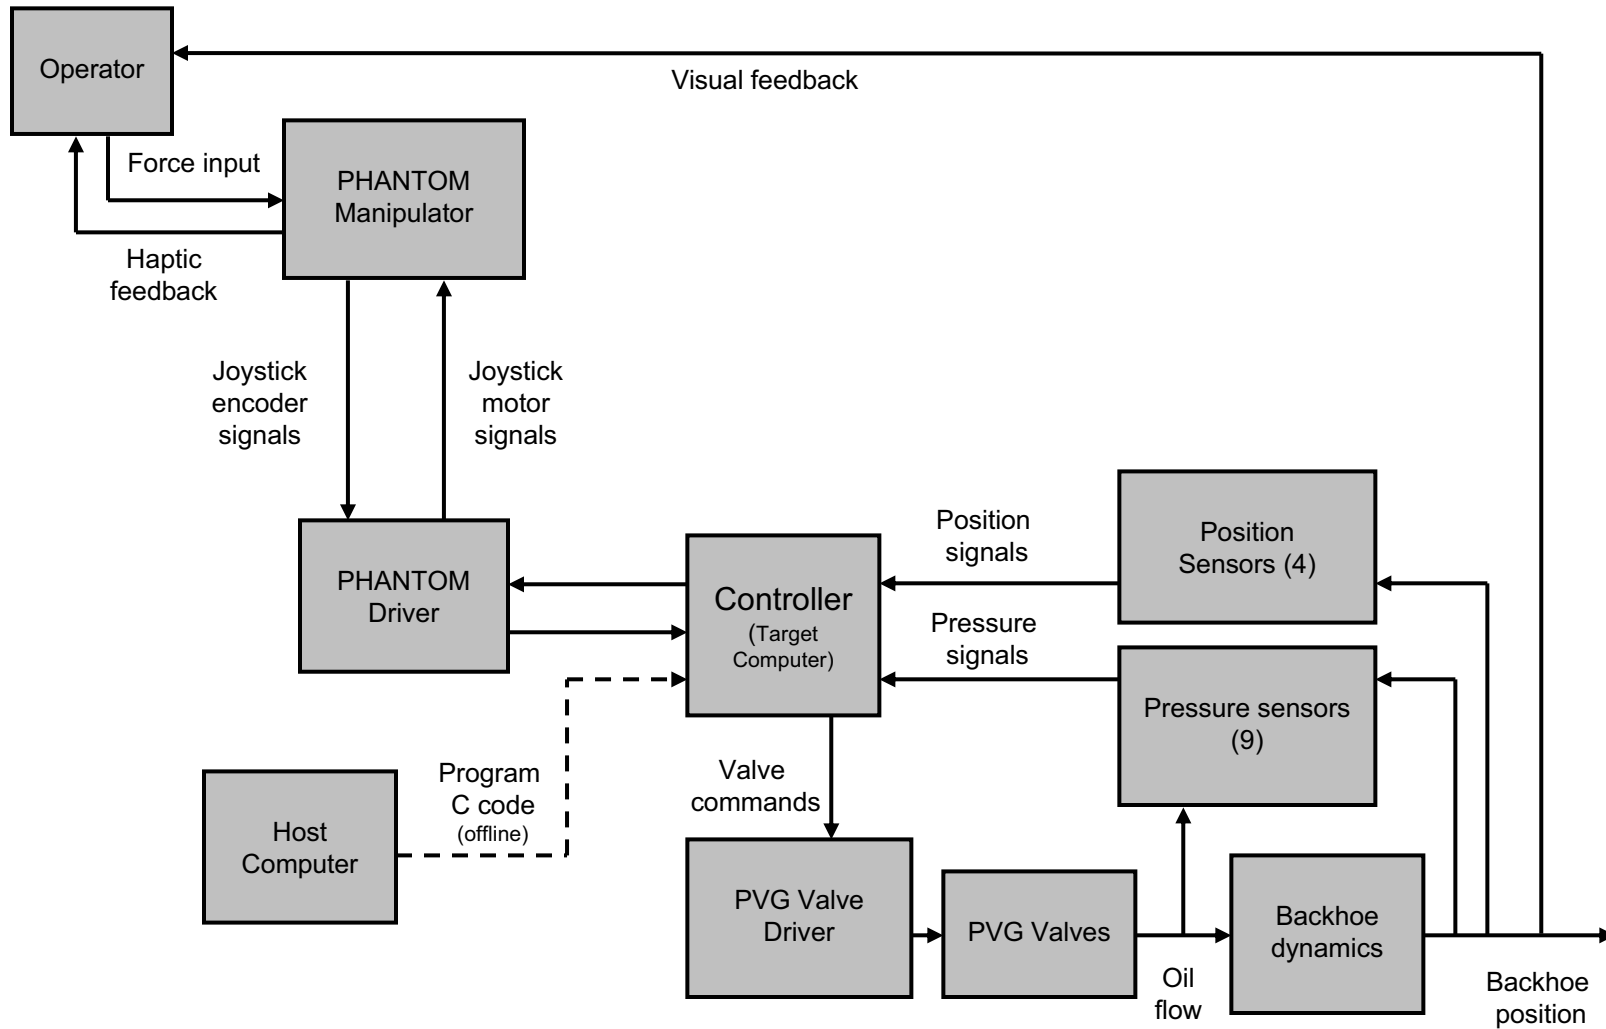 Operator
Visual feedback
Force input
PHANTOM
Manipulator
Haptic
feedback
Joystick
encoder
signals
Joystick
motor
signals
Position
signals
Position
Sensors (4)
PHANTOM
Driver
Controller
(Target
Computer)
Pressure
signals
Pressure sensors
(9)
Program
C code
(offline)
Valve
commands
Host
Computer
PVG Valve
Driver
PVG Valves
Backhoe
dynamics
Oil
flow
Backhoe
position